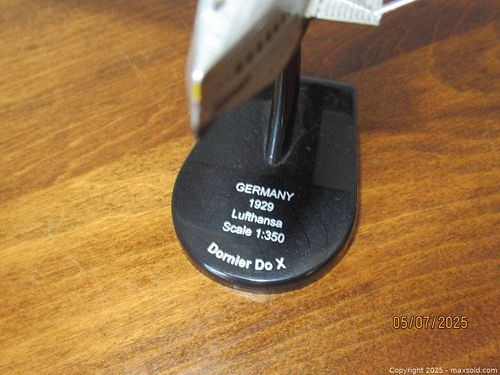 GERMANY
1929
Lufthansa
Scale 1:350
Dornier Do X
05/07/2025
Copyright 2025 - maxsold.com